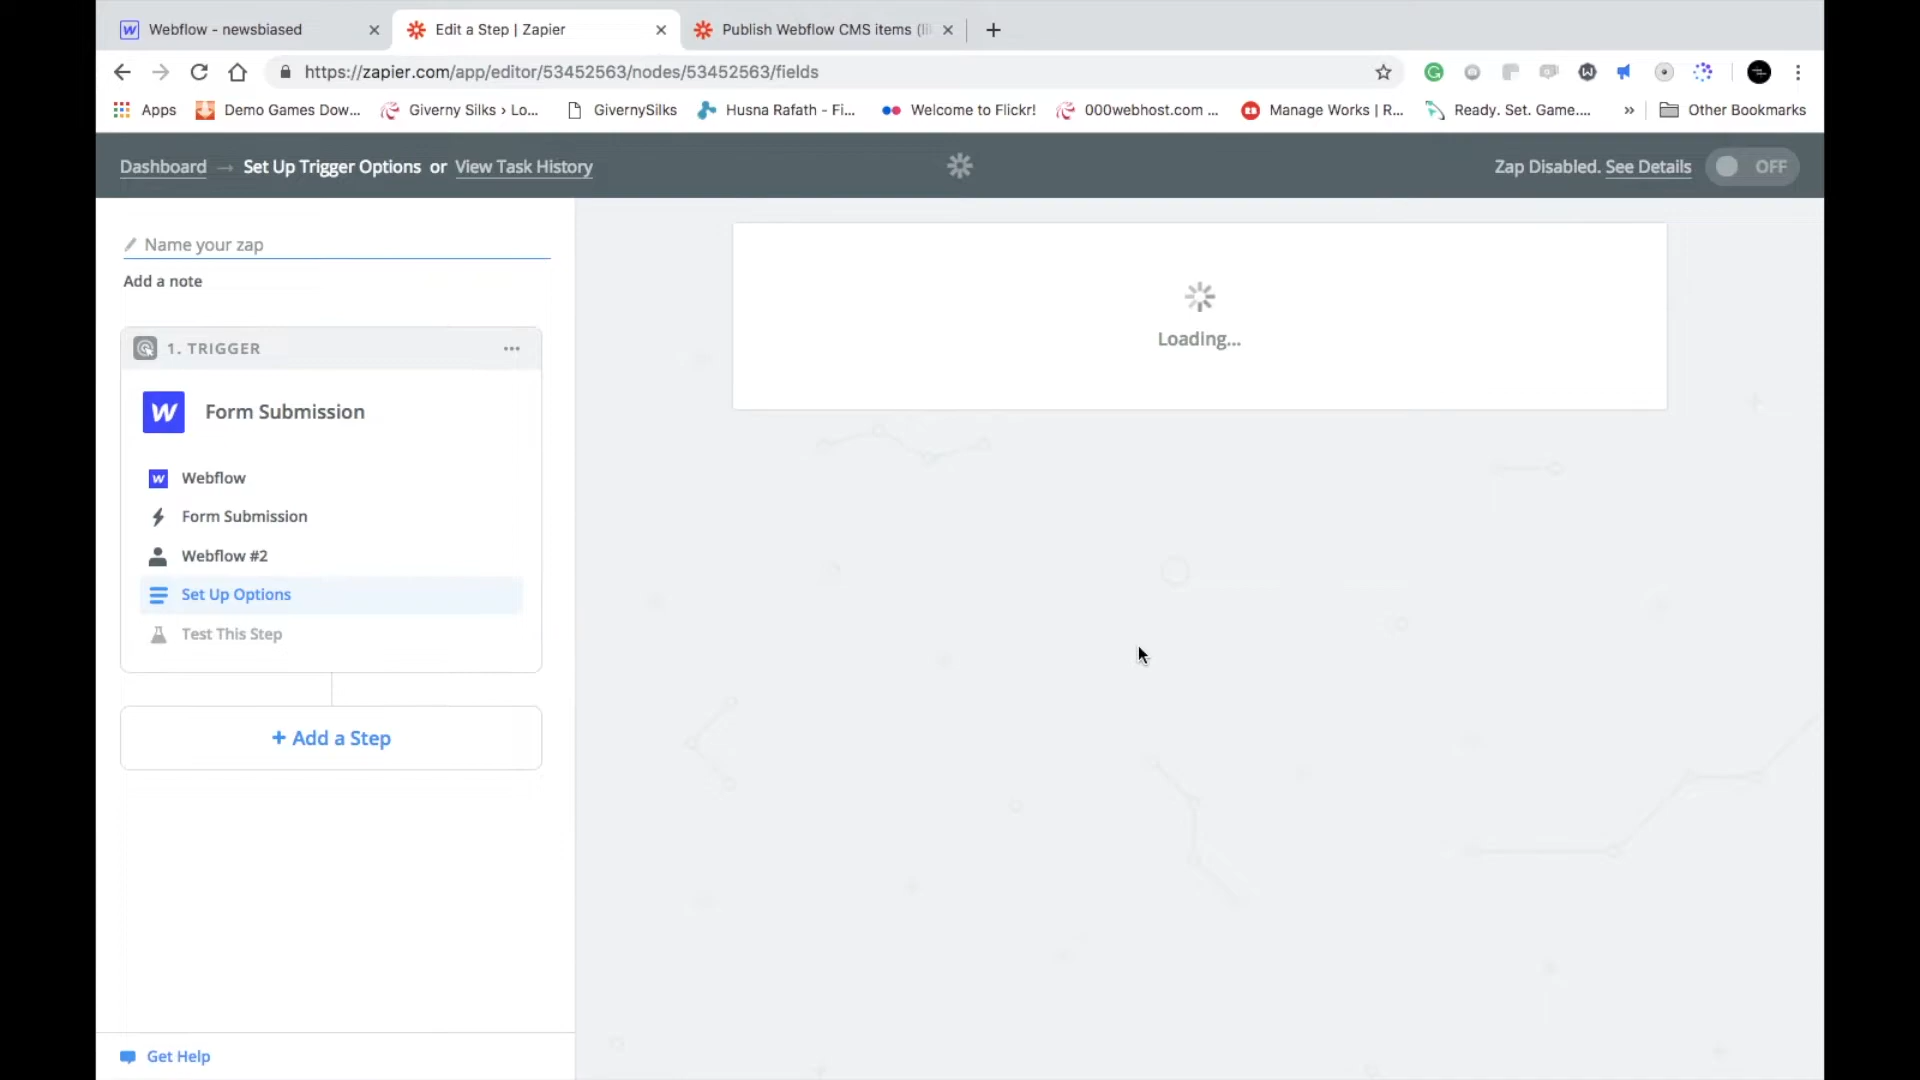 Webflow - newsbiased
Edit a Step | Zapier
Publish Webflow CMS items (li
https://zapier.com/app/editor/53452563/nodes/53452563/fields
Apps
Demo Games Dow...
Giverny Silks › Lo...
GivernySilks
Husna Rafath - Fi...
Welcome to Flickr!
000webhost.com ...
Manage Works | R...
Ready. Set. Game....
»
Other Bookmarks
Dashboard → Set Up Trigger Options or View Task History
Zap Disabled. See Details
OFF
Name your zap
Add a note
1. TRIGGER
Form Submission
Webflow
Form Submission
Webflow #2
Set Up Options
Test This Step
+ Add a Step
Get Help
Loading...